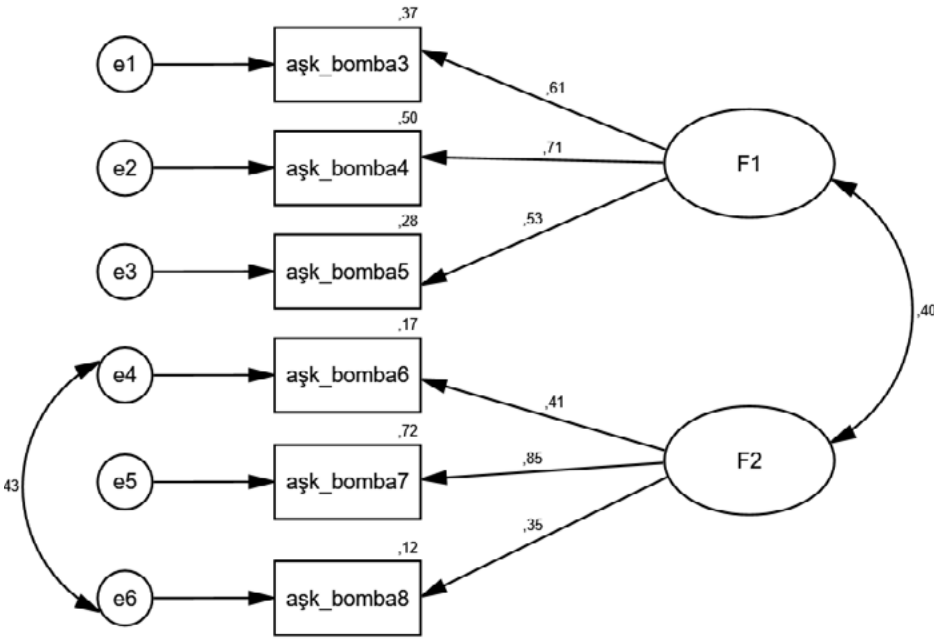 ,37
e1
aşk_bomba3
,61
,50
e2
aşk_bomba4
,71
F1
,28
e3
aşk_bomba5
,53
,40
,17
e4
aşk_bomba6
,41
,72
e5
aşk_bomba7
,85
F2
43
,12
e6
aşk_bomba8
,35